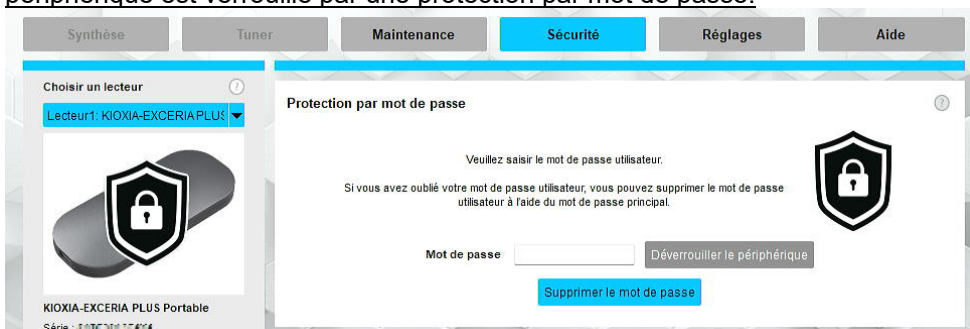 périphérique est verrouillé par une protection par mot de passe.
Synthèse
Tuner
Maintenance
Sécurité
Réglages
Aide
Choisir un lecteur
?
Lecteur1: KIOXIA-EXCERIA PLUS
KIOXIA-EXCERIA PLUS Portable
Série :
Protection par mot de passe
?
Veuillez saisir le mot de passe utilisateur.
Si vous avez oublié votre mot de passe utilisateur, vous pouvez supprimer le mot de passe
utilisateur à l'aide du mot de passe principal.
Mot de passe
Déverrouiller le périphérique
Supprimer le mot de passe